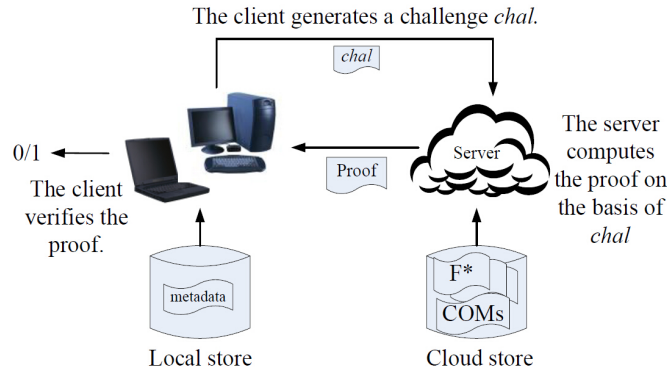 The client generates a challenge chal.
chal
0/1
The client
verifies the
proof.
Proof
Server
The server
computes
the proof on
the basis of
chal
metadata
F*
COMs
Local store
Cloud store